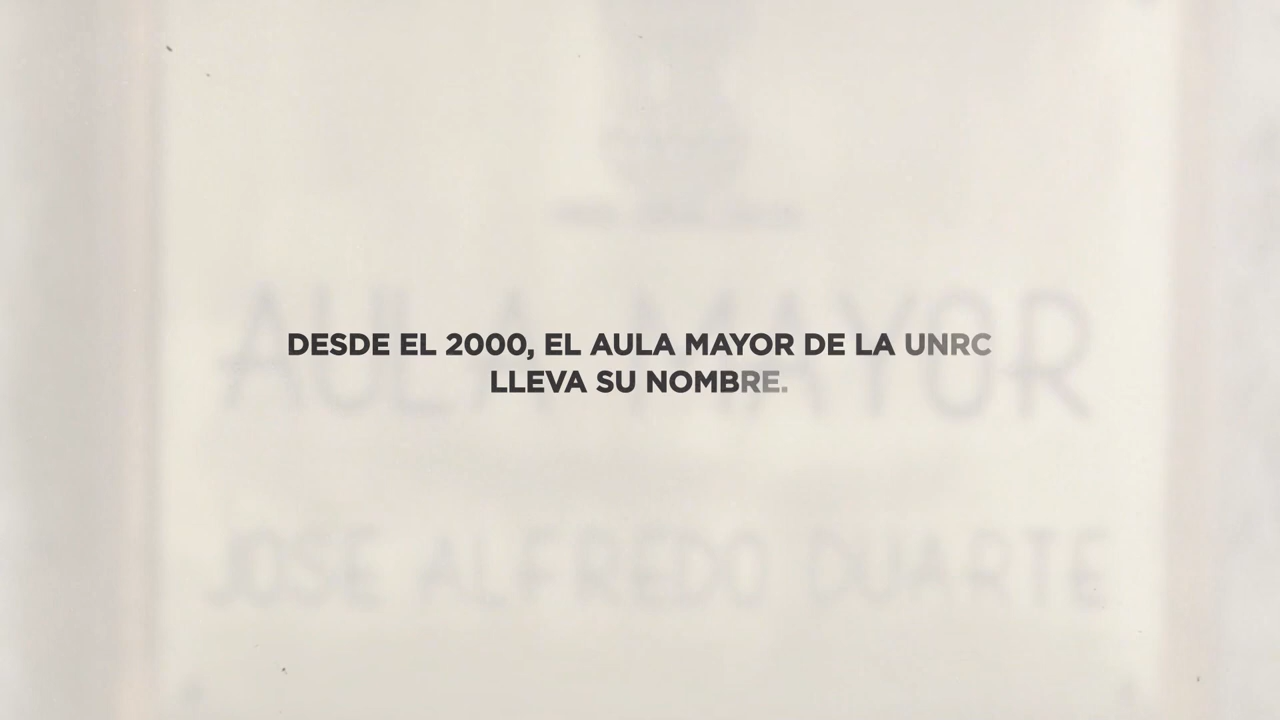 AULA MAYOR
DESDE EL 2000, EL AULA MAYOR DE LA UNRC
LLEVA SU NOMBRE.
JOSE ALFREDO DUARTE